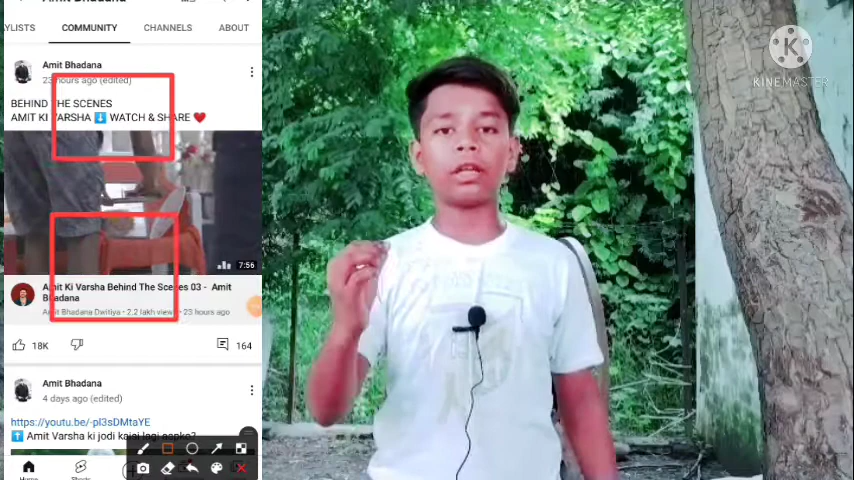 Amit Bhadana
YLISTS COMMUNITY CHANNELS ABOUT
Amit Bhadana
23 hours ago (edited)
BEHIND THE SCENES
AMIT KI VARSHA ⬇️ WATCH & SHARE ❤️
7:56
Amit Ki Varsha Behind The Scenes 03 - Amit
Bhadana
Amit Bhadana Dwitiya - 2.2 lakh views - 23 hours ago
18K
164
Amit Bhadana
4 days ago (edited)
https://youtu.be/-pl3sDMtaYE
⬆️ Amit Varsha ki jodi kaisi lagi aapko?
Home
K
KINEMASTER